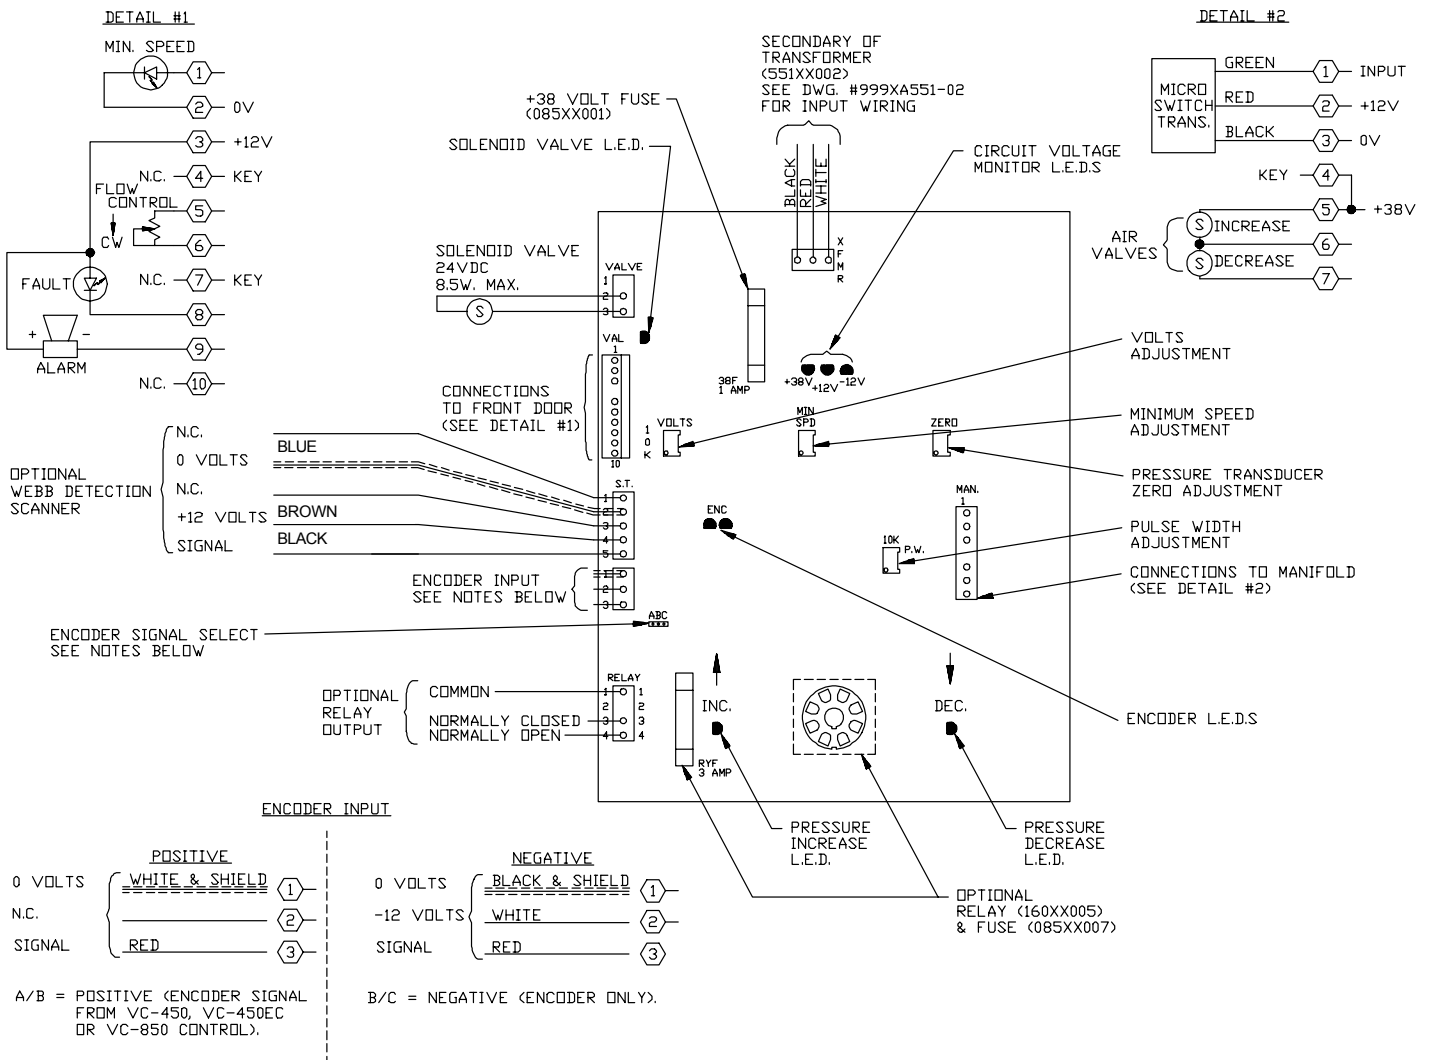 DETAIL #1
MIN. SPEED
1
2 0V
3 +12V
N.C. 4 KEY
FLOW
CONTROL
5
CW
6
N.C. 7 KEY
FAULT
8
+ -
9
ALARM
N.C. 10
SECONDARY OF
TRANSFORMER
(551XX002)
SEE DWG. #999XA551-02
FOR INPUT WIRING
+38 VOLT FUSE
(085XX001)
SOLENOID VALVE L.E.D.
BLACK
RED
WHITE
CIRCUIT VOLTAGE
MONITOR L.E.D.S
DETAIL #2
MICRO
SWITCH
TRANS.
GREEN 1 INPUT
RED 2 +12V
BLACK 3 0V
KEY 4
5 +38V
S INCREASE
AIR
VALVES
6
S DECREASE
7
SOLENOID VALVE
24VDC
8.5W. MAX.
S
VALVE
1
2
3
X
F
M
R
VAL
1
10
38F
1 AMP
+38V +12V -12V
CONNECTIONS
TO FRONT DOOR
(SEE DETAIL #1)
1
0
K
VOLTS
MIN
SPD
ZERO
VOLTS
ADJUSTMENT
MINIMUM SPEED
ADJUSTMENT
PRESSURE TRANSDUCER
ZERO ADJUSTMENT
PULSE WIDTH
ADJUSTMENT
CONNECTIONS TO MANIFOLD
(SEE DETAIL #2)
OPTIONAL
WEBB DETECTION
SCANNER
N.C.
BLUE
0 VOLTS
N.C.
+12 VOLTS BROWN
BLACK
SIGNAL
S.T.
1
2
3
4
5
ENC
10K
P.W.
MAN.
1
ENCODER INPUT
SEE NOTES BELOW
1
2
3
ABC
ENCODER SIGNAL SELECT
SEE NOTES BELOW
RELAY
OPTIONAL
RELAY
OUTPUT
COMMON 1 1
2 2
NORMALLY CLOSED 3 3
NORMALLY OPEN 4 4
RYF
3 AMP
INC.
DEC.
ENCODER L.E.D.S
PRESSURE
INCREASE
L.E.D.
PRESSURE
DECREASE
L.E.D.
OPTIONAL
RELAY (160XX005)
& FUSE (085XX007)
ENCODER INPUT
POSITIVE
0 VOLTS WHITE & SHIELD 1
N.C. 2
SIGNAL RED 3
A/B = POSITIVE (ENCODER SIGNAL
FROM VC-450, VC-450EC
OR VC-850 CONTROL).
NEGATIVE
0 VOLTS BLACK & SHIELD 1
-12 VOLTS WHITE 2
SIGNAL RED 3
B/C = NEGATIVE (ENCODER ONLY).